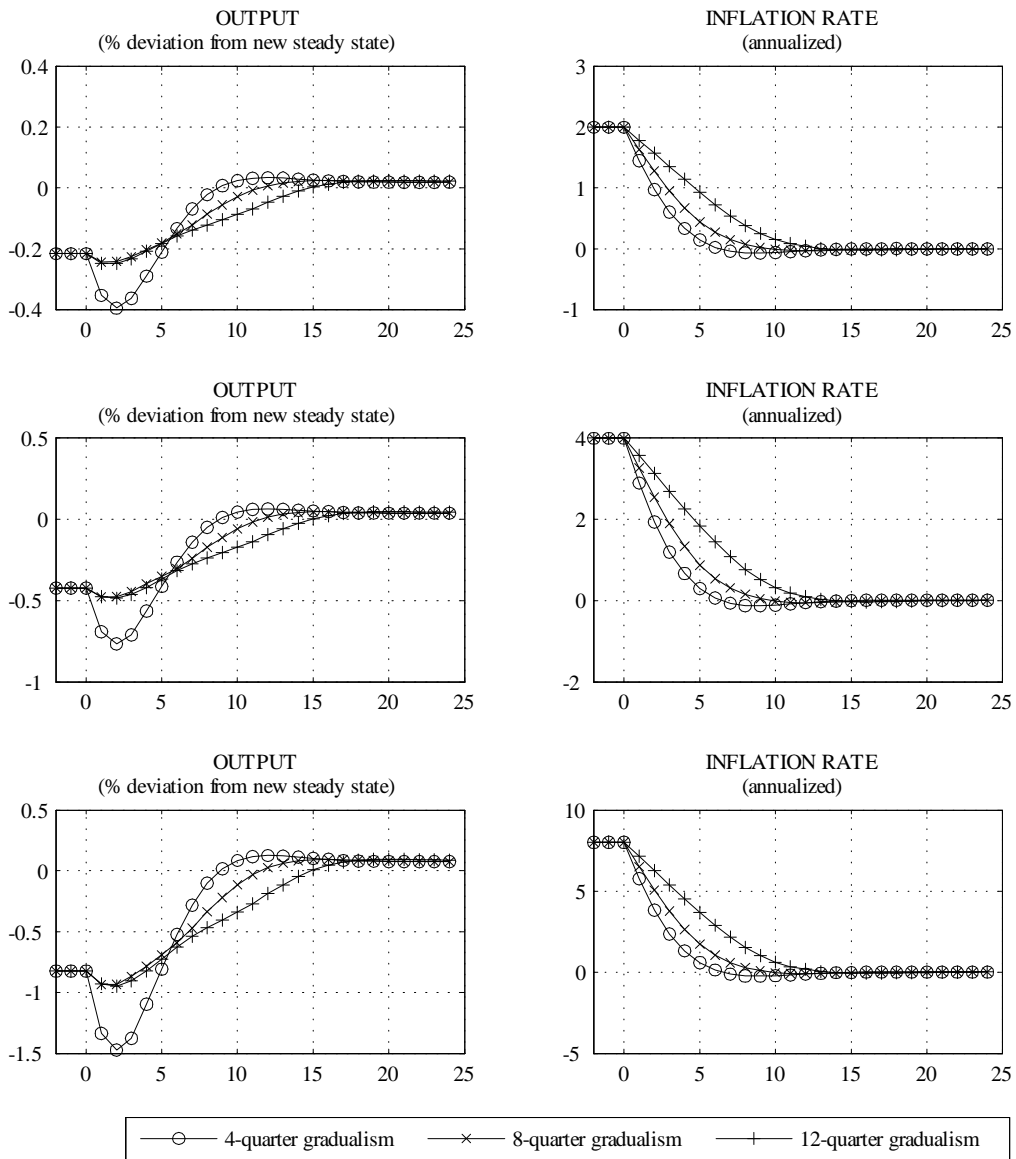 OUTPUT
(% deviation from new steady state)
0.4
0.2
0
-0.2
-0.4
0 5 10 15 20 25
INFLATION RATE
(annualized)
3
2
1
0
-1
0 5 10 15 20 25
OUTPUT
(% deviation from new steady state)
0.5
0
-0.5
-1
0 5 10 15 20 25
INFLATION RATE
(annualized)
4
2
0
-2
0 5 10 15 20 25
OUTPUT
(% deviation from new steady state)
0.5
0
-0.5
-1
-1.5
0 5 10 15 20 25
INFLATION RATE
(annualized)
10
5
0
-5
0 5 10 15 20 25
4-quarter gradualism 8-quarter gradualism 12-quarter gradualism